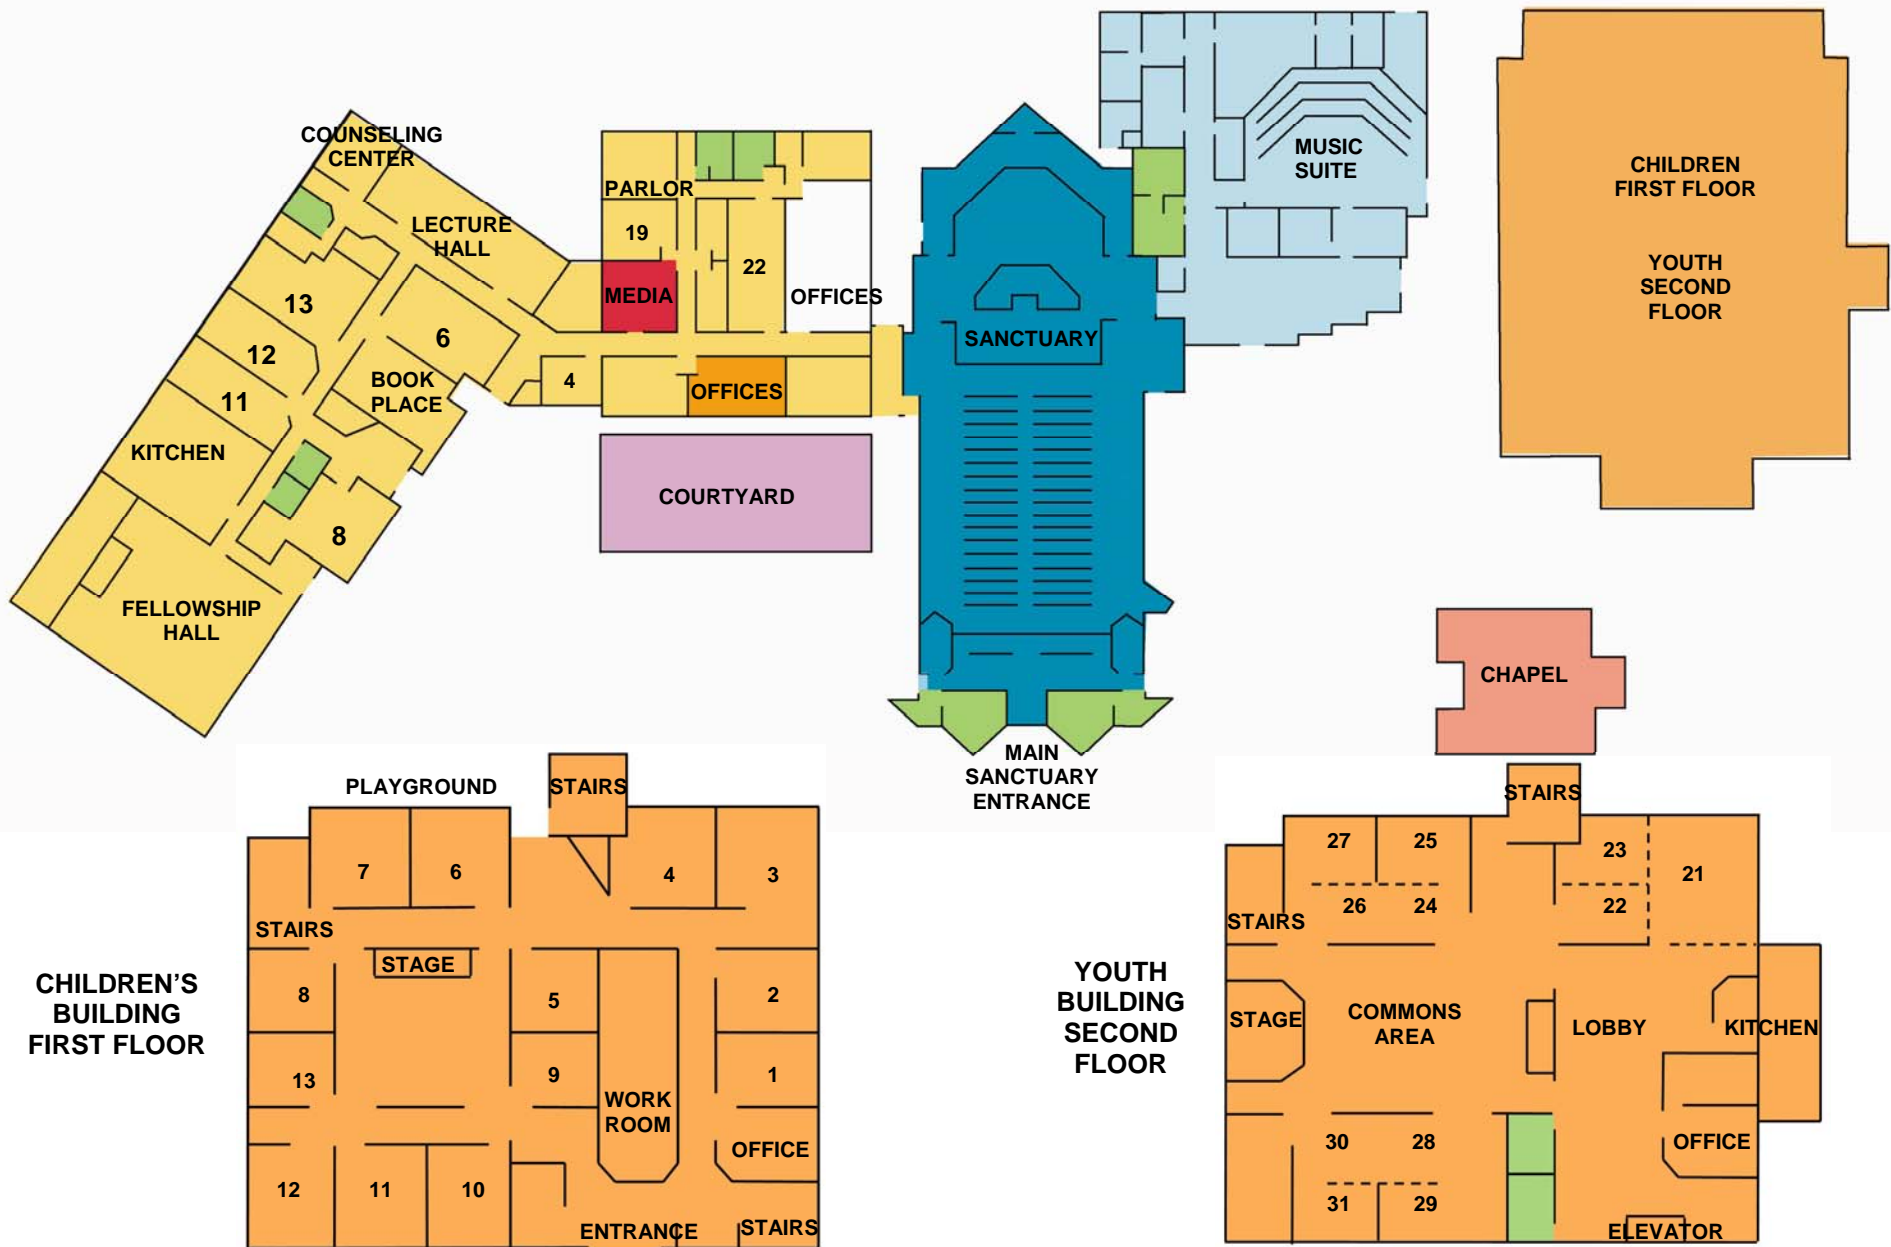 COUNSELING
CENTER
LECTURE
HALL
13
12
11
6
BOOK
PLACE
KITCHEN
8
FELLOWSHIP
HALL
PARLOR
19
22
MEDIA
OFFICES
4
OFFICES
COURTYARD
SANCTUARY
MAIN
SANCTUARY
ENTRANCE
MUSIC
SUITE
CHILDREN
FIRST FLOOR
YOUTH
SECOND
FLOOR
CHAPEL
CHILDREN'S
BUILDING
FIRST FLOOR
PLAYGROUND
STAIRS
7
6
4
3
STAIRS
STAGE
8
5
2
13
9
1
WORK
ROOM
OFFICE
12
11
10
ENTRANCE
STAIRS
YOUTH
BUILDING
SECOND
FLOOR
STAIRS
27
25
23
21
26
24
22
STAIRS
STAGE
COMMONS
AREA
LOBBY
KITCHEN
30
28
OFFICE
31
29
ELEVATOR